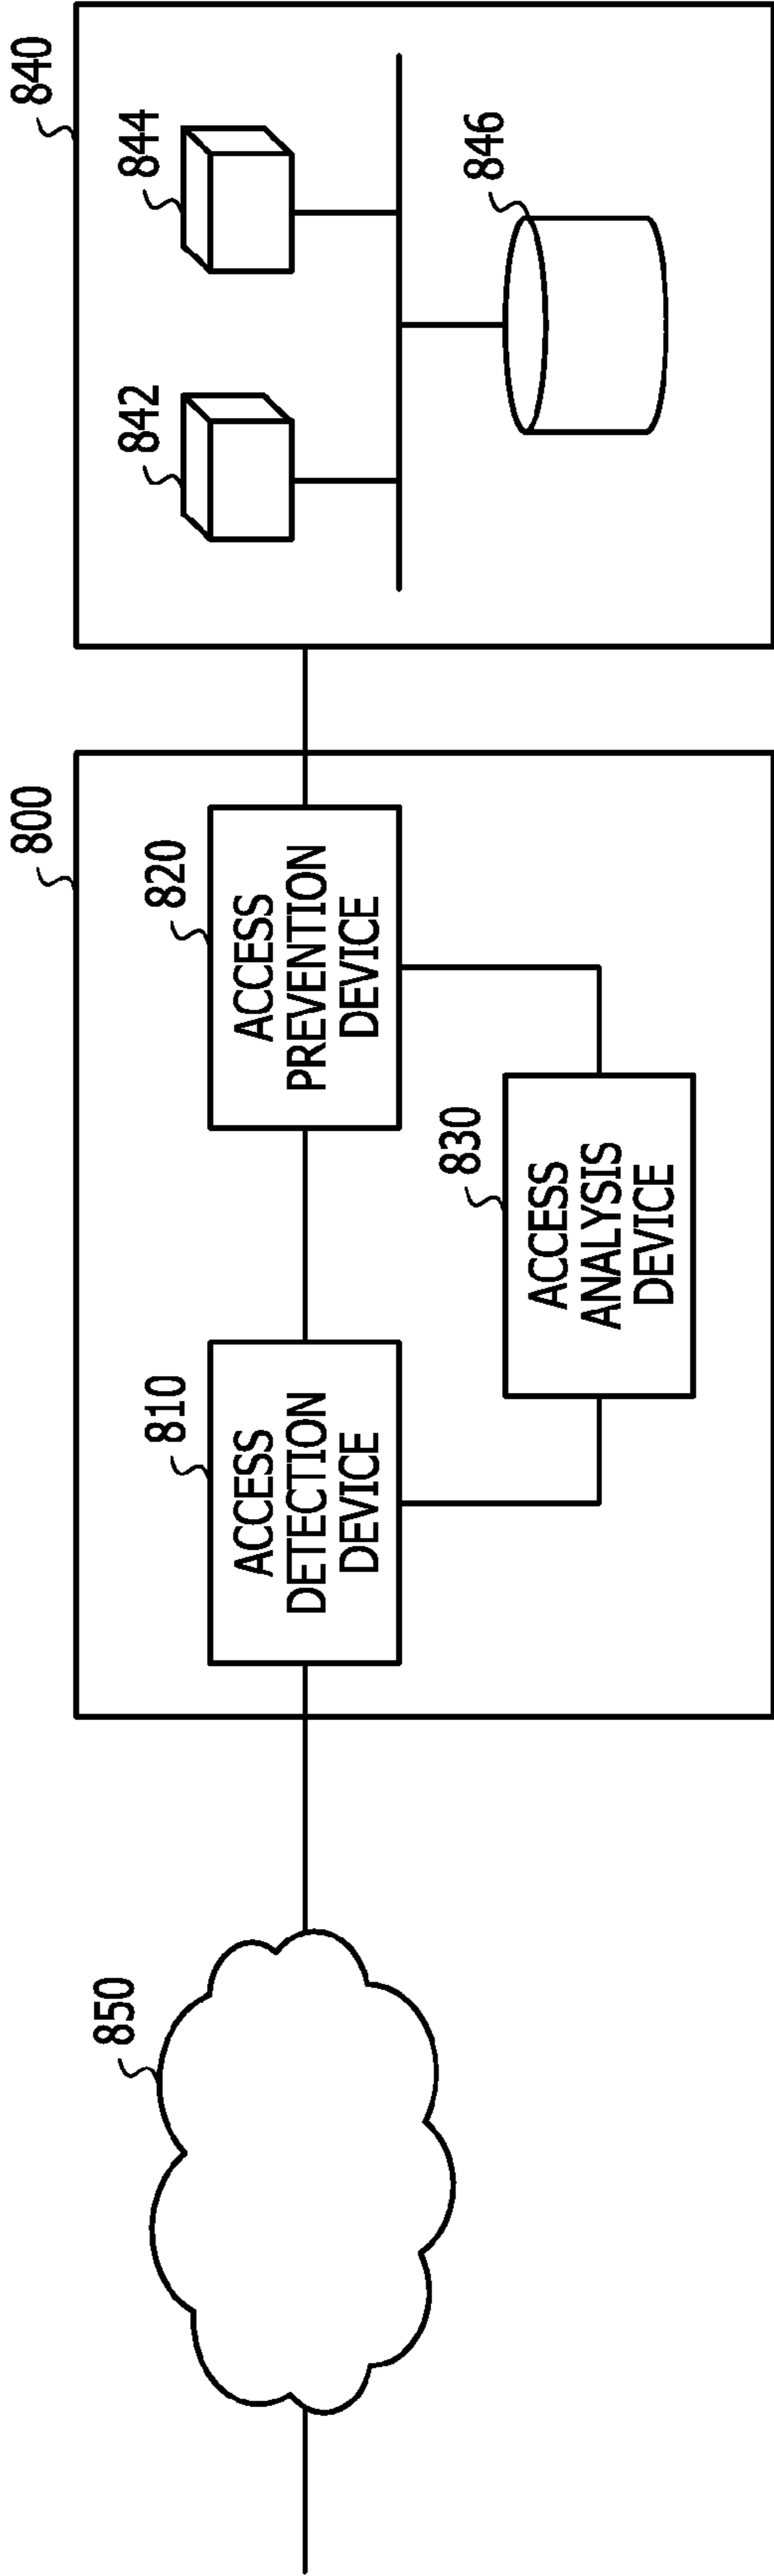 850
800
810
ACCESS
DETECTION
DEVICE
820
ACCESS
PREVENTION
DEVICE
830
ACCESS
ANALYSIS
DEVICE
840
842
844
846